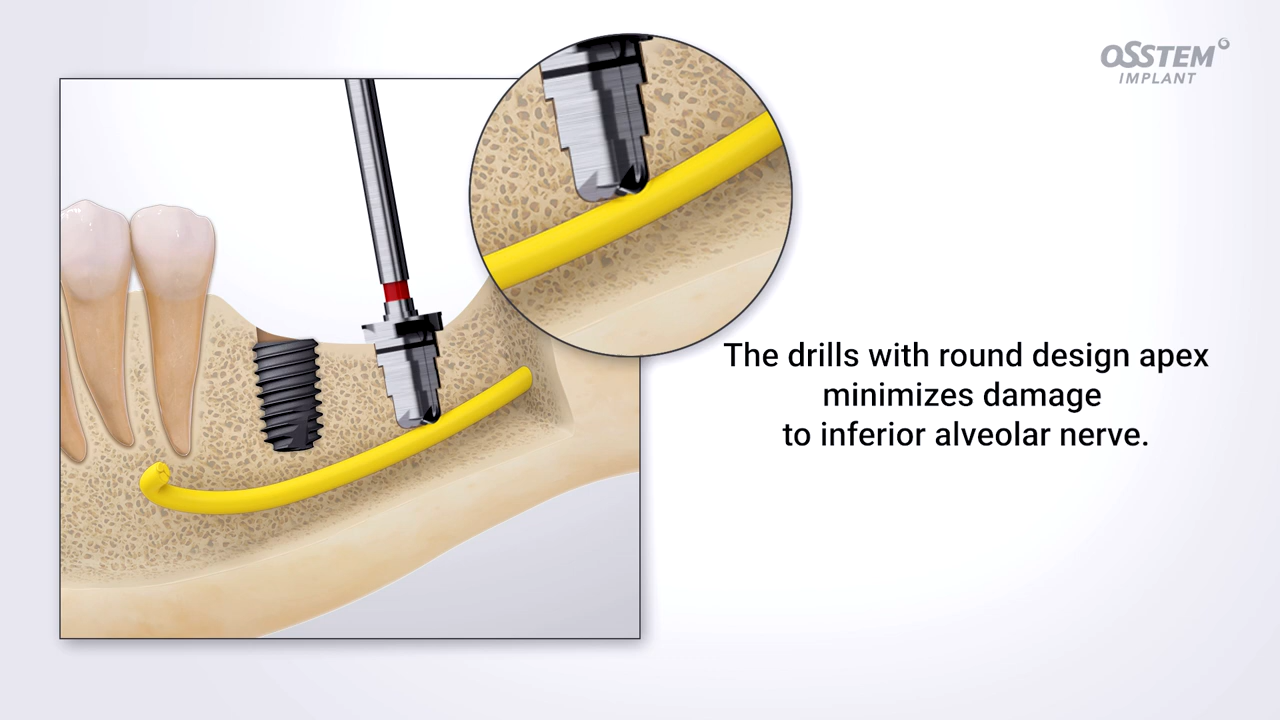 OSSTEM
IMPLANT
The drills with round design apex
minimizes damage
to inferior alveolar nerve.